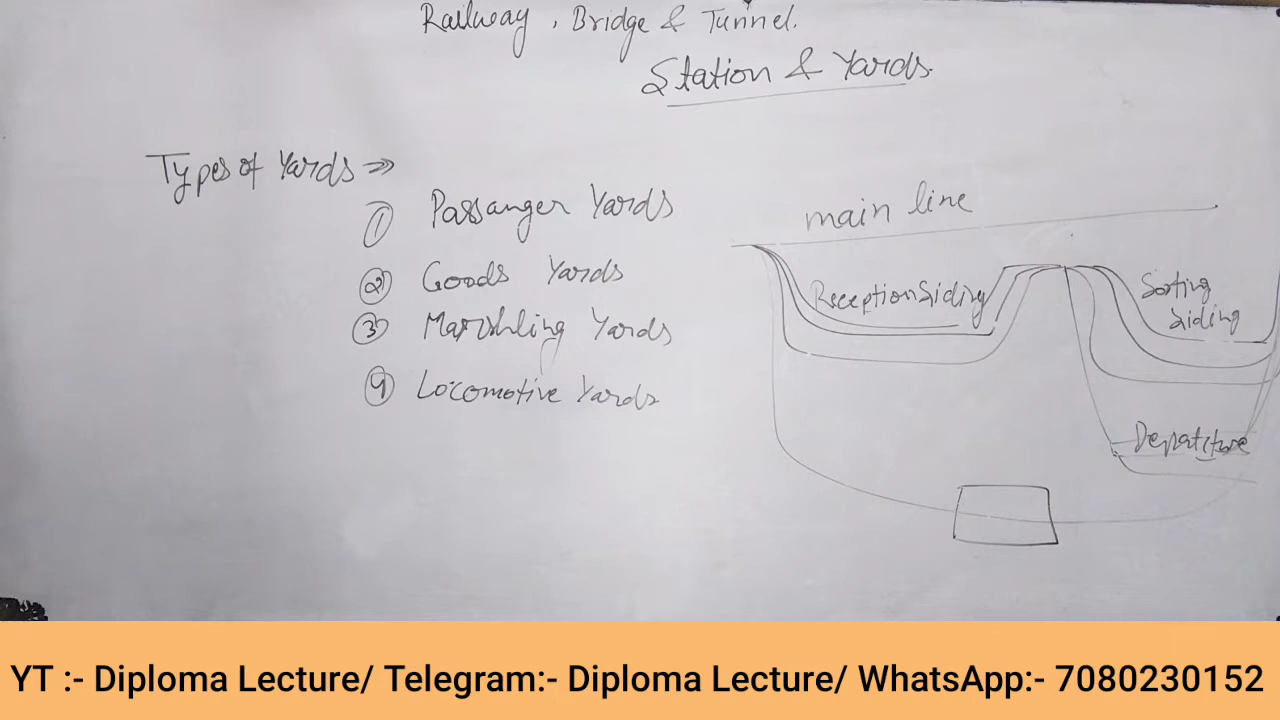 Railway, Bridge & Tunnel.
Station & Yards.
Types of Yards
① Passanger Yards
② Goods Yards
③ Marshling Yards
④ Locomotive Yards
main line
Reception Siding
Sorting
Siding
Depatcture
YT :- Diploma Lecture/ Telegram:- Diploma Lecture/ WhatsApp:- 7080230152